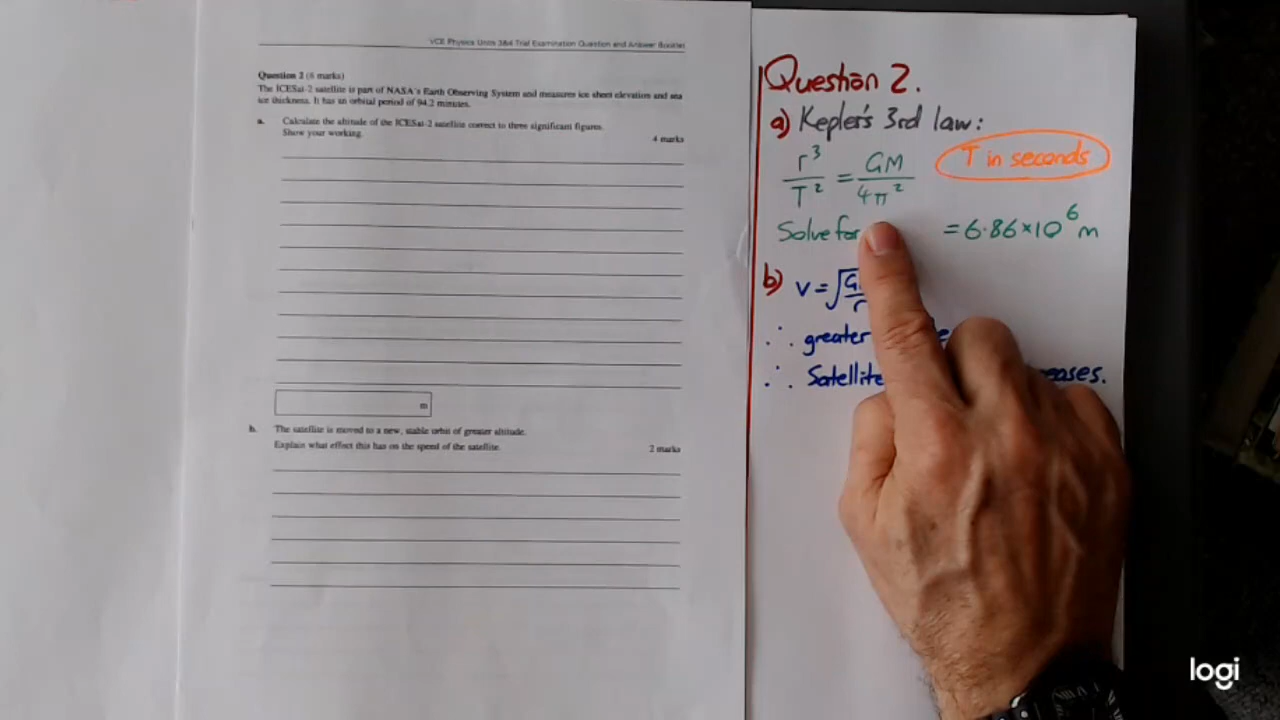 VCE Physics Units 3&4 Trial Examination Question and Answer Booklet
Question 2 (6 marks)
The ICESat-2 satellite is part of NASA's Earth Observing System and measures ice sheet elevation and sea
ice thickness. It has an orbital period of 94.2 minutes.
a. Calculate the altitude of the ICESat-2 satellite correct to three significant figures.
Show your working.
4 marks
m
b. The satellite is moved to a new, stable orbit of greater altitude.
Explain what effect this has on the speed of the satellite.
2 marks
Question 2.
a) Kepler's 3rd law:
r³/T² = GM/4π²
T in seconds
Solve for = 6.86×10⁶ m
b) v = √G/r
∴ greater
∴ Satellite
logi